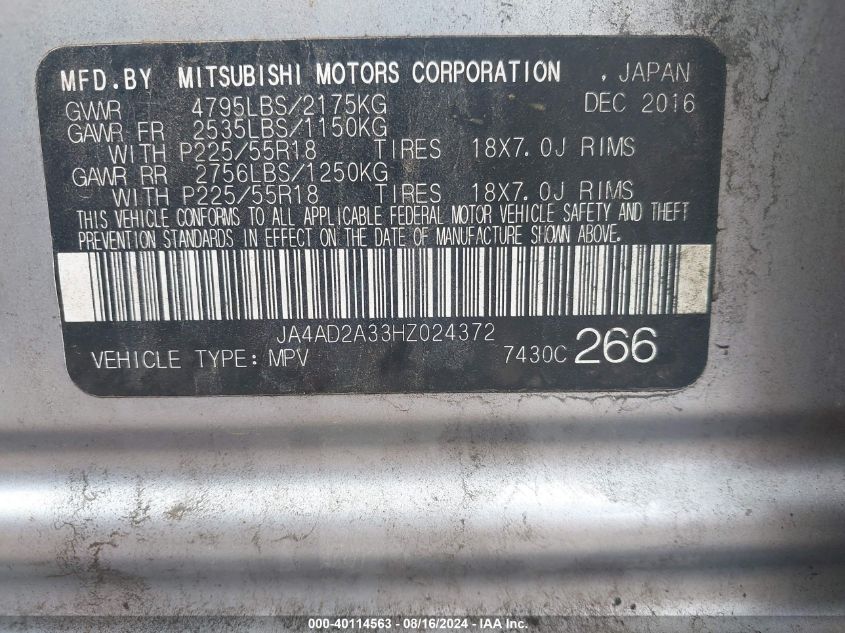 MFD.BY MITSUBISHI MOTORS CORPORATION , JAPAN
GVWR 4795LBS/2175KG DEC 2016
GAWR FR 2535LBS/1150KG
WITH P225/55R18 TIRES 18X7.0J RIMS
GAWR RR 2756LBS/1250KG
WITH P225/55R18 TIRES 18X7.0J RIMS
THIS VEHICLE CONFORMS TO ALL APPLICABLE FEDERAL MOTOR VEHICLE SAFETY AND THEFT
PREVENTION STANDARDS IN EFFECT ON THE DATE OF MANUFACTURE SHOWN ABOVE.
JA4AD2A33HZ024372
VEHICLE TYPE: MPV 7430C 266
000-40114563 - 08/16/2024 - IAA Inc.